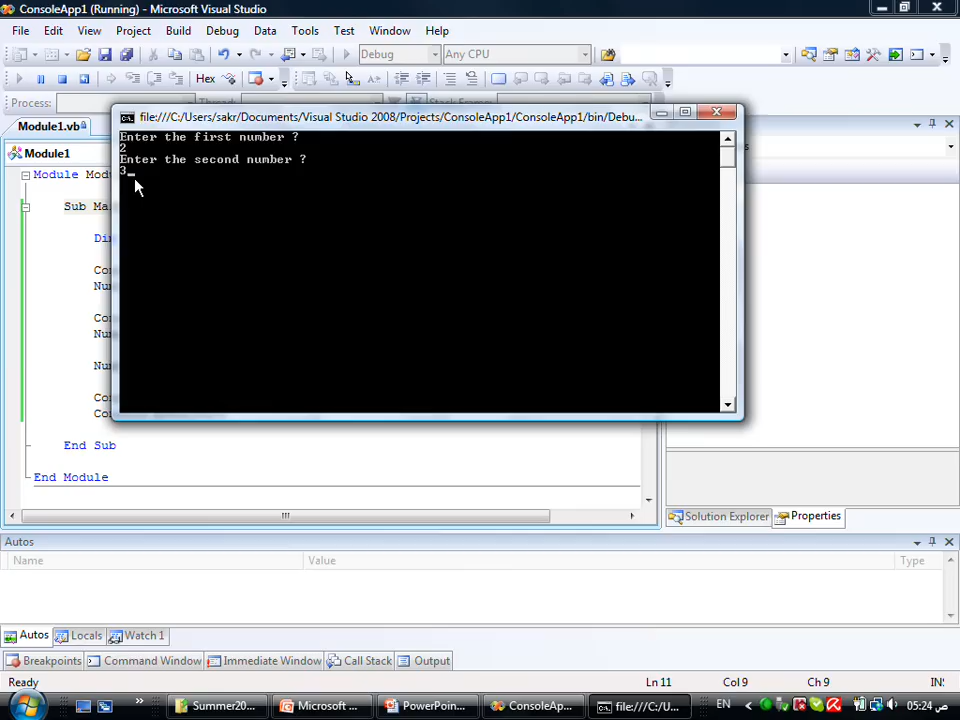 ConsoleApp1 (Running) - Microsoft Visual Studio
File Edit View Project Build Debug Data Tools Test Window Help
Debug Any CPU
Hex
Process:
Module1.vb
file:///C:/Users/sakr/Documents/Visual Studio 2008/Projects/ConsoleApp1/ConsoleApp1/bin/Debu...
Enter the first number ?
2
Enter the second number ?
3_
Module1
Module Mod
Sub Ma
Di
Co
Nu
Co
Nu
Nu
Co
Co
End Sub
End Module
Solution Explorer Properties
Autos
Name Value Type
Autos Locals Watch 1
Breakpoints Command Window Immediate Window Call Stack Output
Ready Ln 11 Col 9 Ch 9 INS
Summer20... Microsoft ... PowerPoin... ConsoleAp... file:///C:/U... EN 05:24 ص